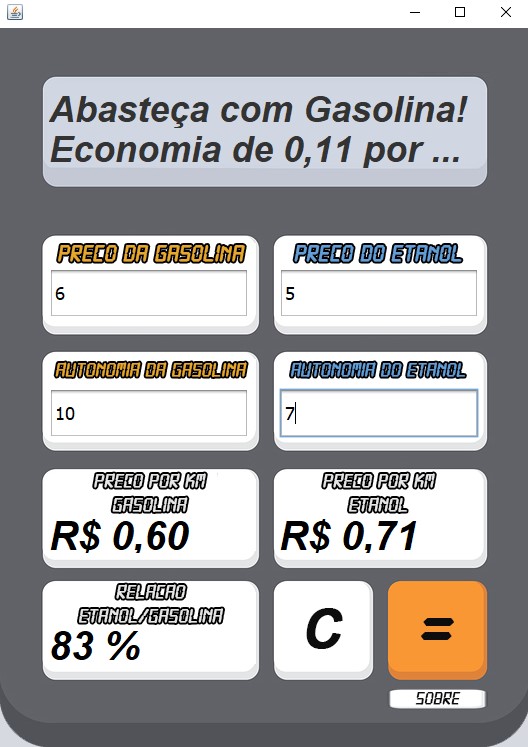 Abasteça com Gasolina!
Economia de 0,11 por ...
PRECO DA GASOLINA
PRECO DO ETANOL
6
5
AUTONOMIA DA GASOLINA
AUTONOMIA DO ETANOL
10
7
PRECO POR KM
GASOLINA
R$ 0,60
PRECO POR KM
ETANOL
R$ 0,71
RELACAO
ETANOL/GASOLINA
83 %
C
=
SOBRE